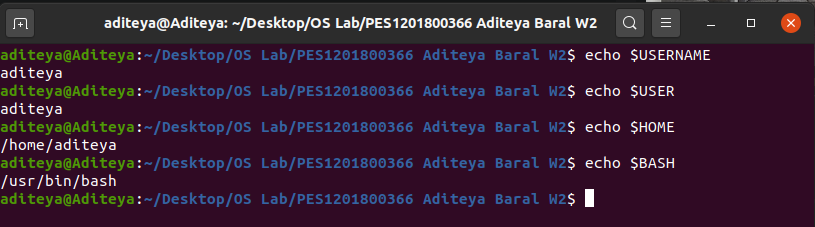 aditeya@Aditeya: ~/Desktop/OS Lab/PES1201800366 Aditeya Baral W2
aditeya@Aditeya:~/Desktop/OS Lab/PES1201800366 Aditeya Baral W2$ echo $USERNAME
aditeya
aditeya@Aditeya:~/Desktop/OS Lab/PES1201800366 Aditeya Baral W2$ echo $USER
aditeya
aditeya@Aditeya:~/Desktop/OS Lab/PES1201800366 Aditeya Baral W2$ echo $HOME
/home/aditeya
aditeya@Aditeya:~/Desktop/OS Lab/PES1201800366 Aditeya Baral W2$ echo $BASH
/usr/bin/bash
aditeya@Aditeya:~/Desktop/OS Lab/PES1201800366 Aditeya Baral W2$